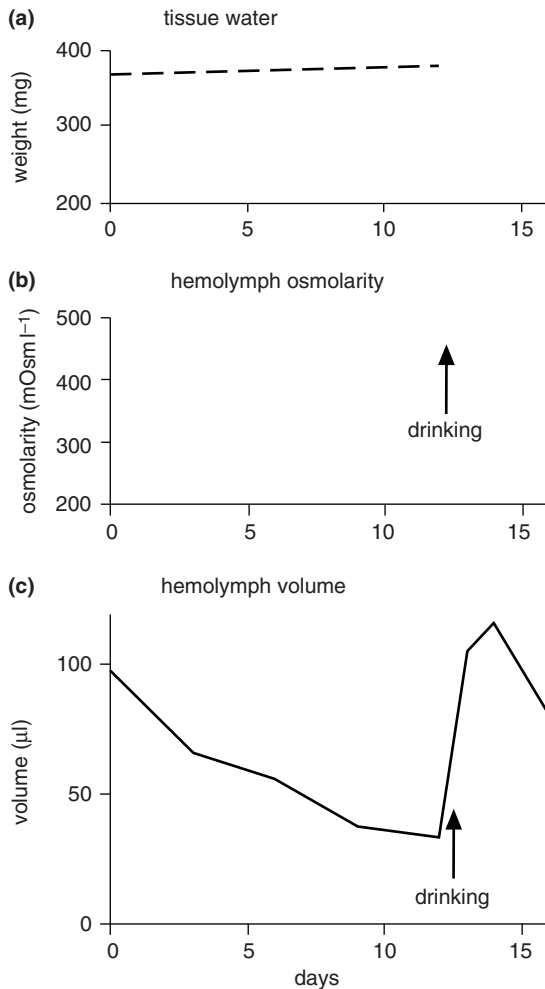 (a) tissue water
400
300
200
weight (mg)
0 5 10 15
(b) hemolymph osmolarity
500
400
300
200
osmolarity (mOsm l–1)
drinking
0 5 10 15
(c) hemolymph volume
100
50
0
volume (µl)
drinking
0 5 10 15
days